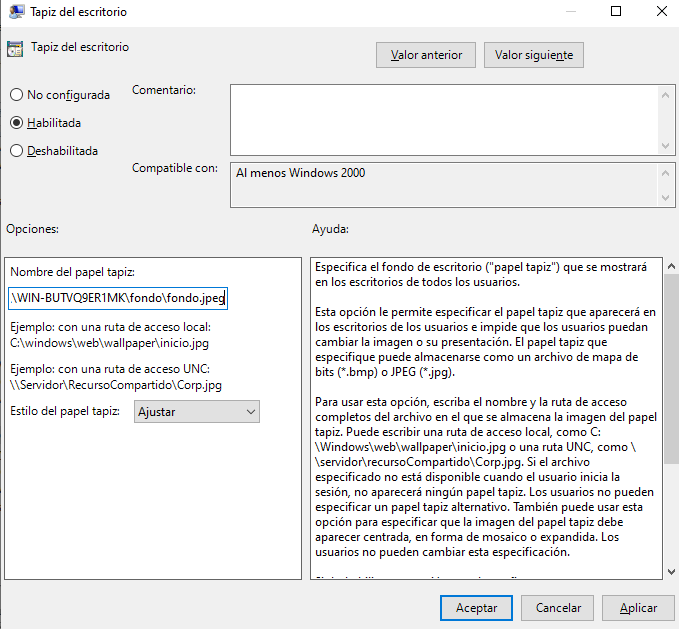 Tapiz del escritorio
Tapiz del escritorio
Valor anterior
Valor siguiente
No configurada
Habilitada
Deshabilitada
Comentario:
Compatible con:
Al menos Windows 2000
Opciones:
Ayuda:
Nombre del papel tapiz:
\\WIN-BUTVQ9ER1MK\fondo\fondo.jpeg
Ejemplo: con una ruta de acceso local:
C:\windows\web\wallpaper\inicio.jpg
Ejemplo: con una ruta de acceso UNC:
\\Servidor\RecursoCompartido\Corp.jpg
Estilo del papel tapiz:
Ajustar
Especifica el fondo de escritorio ("papel tapiz") que se mostrará
en los escritorios de todos los usuarios.
Esta opción le permite especificar el papel tapiz que aparecerá en
los escritorios de los usuarios e impide que los usuarios puedan
cambiar la imagen o su presentación. El papel tapiz que
especifique puede almacenarse como un archivo de mapa de
bits (*.bmp) o JPEG (*.jpg).
Para usar esta opción, escriba el nombre y la ruta de acceso
completos del archivo en el que se almacena la imagen del papel
tapiz. Puede escribir una ruta de acceso local, como C:
\Windows\web\wallpaper\inicio.jpg o una ruta UNC, como \
\servidor\recursoCompartido\Corp.jpg. Si el archivo
especificado no está disponible cuando el usuario inicia la
sesión, no aparecerá ningún papel tapiz. Los usuarios no pueden
especificar un papel tapiz alternativo. También puede usar esta
opción para especificar que la imagen del papel tapiz debe
aparecer centrada, en forma de mosaico o expandida. Los
usuarios no pueden cambiar esta especificación.
Aceptar
Cancelar
Aplicar